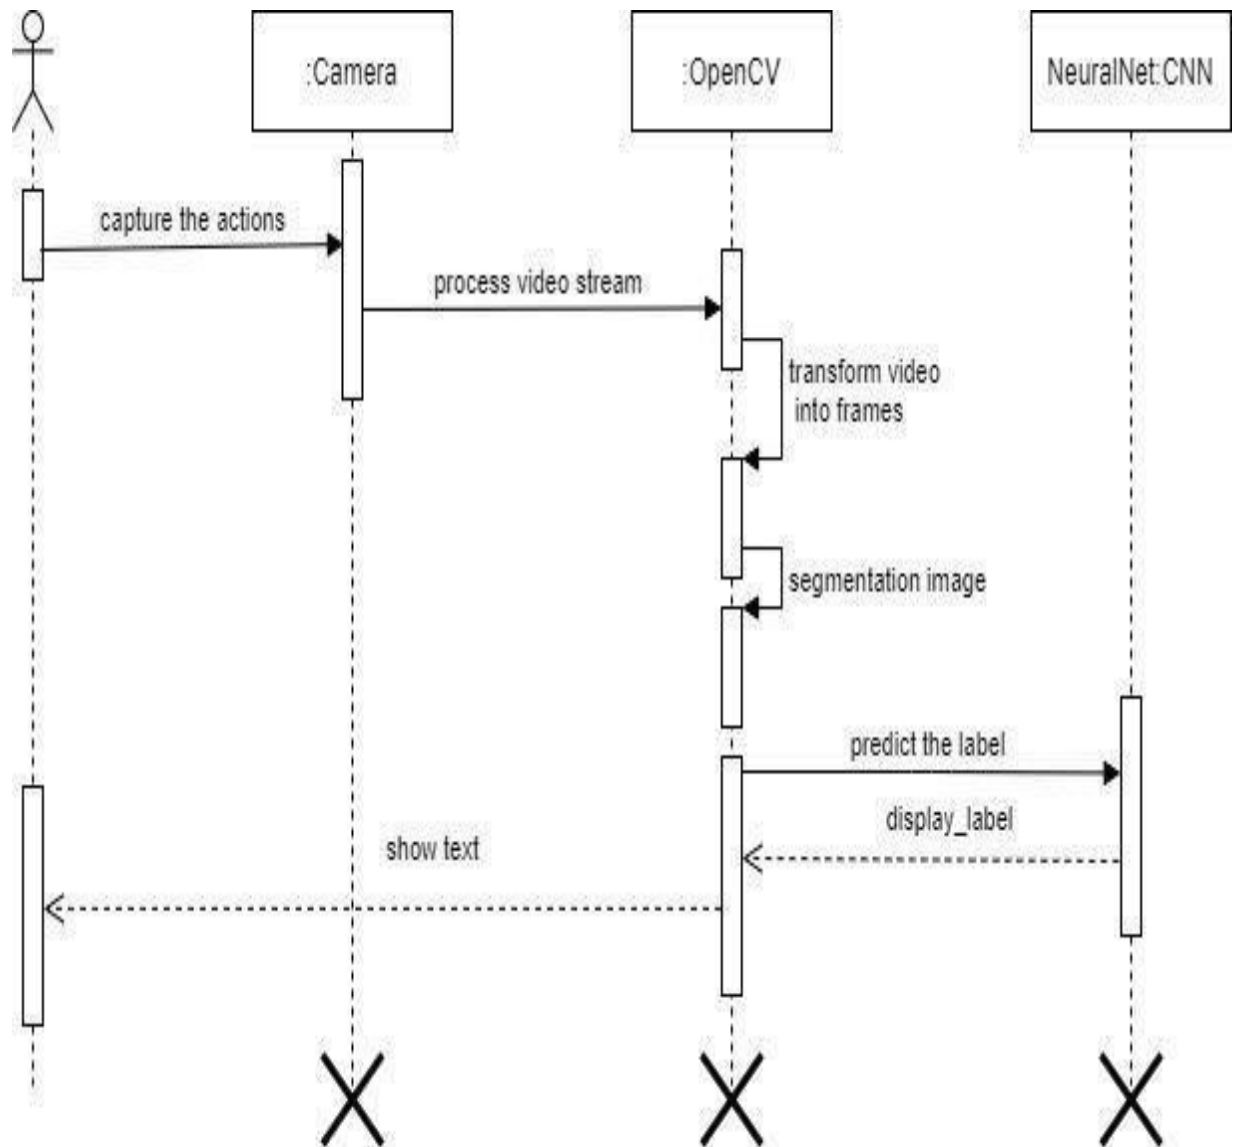 :Camera
:OpenCV
NeuralNet:CNN
capture the actions
process video stream
transform video
into frames
segmentation image
predict the label
display_label
show text